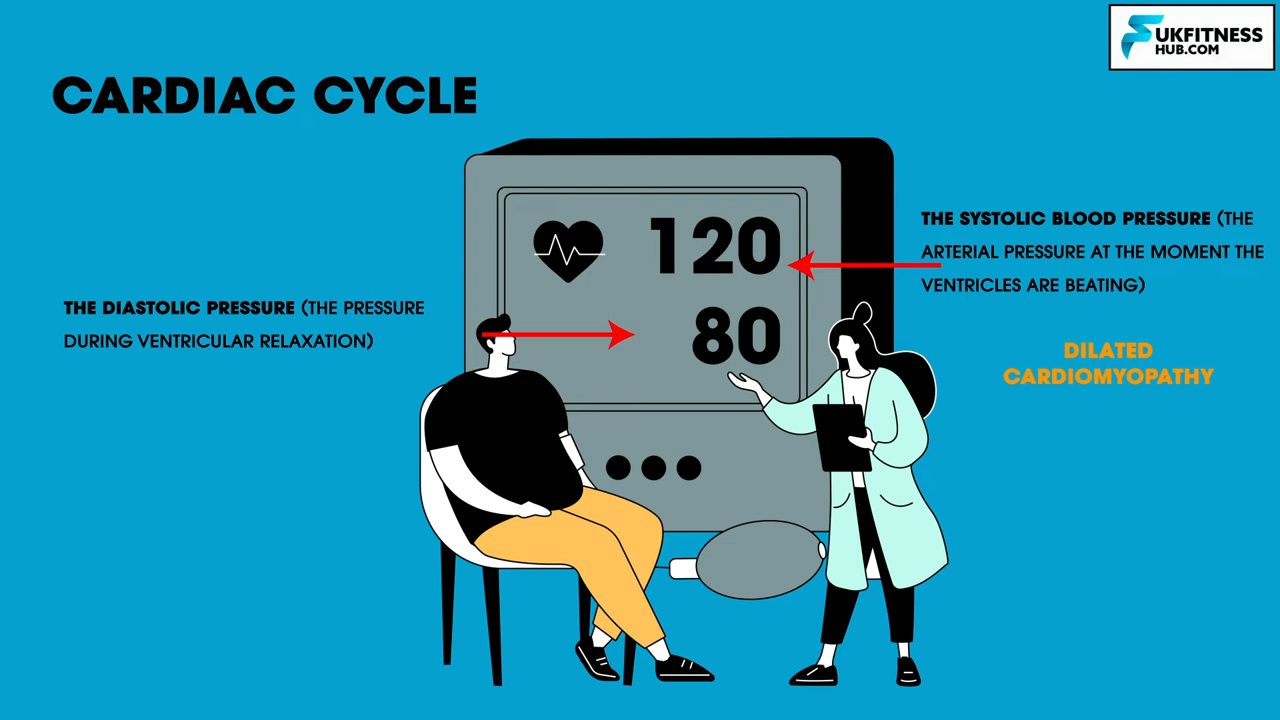 UKFITNESS
HUB.COM
CARDIAC CYCLE
120
80
THE SYSTOLIC BLOOD PRESSURE (THE
ARTERIAL PRESSURE AT THE MOMENT THE
VENTRICLES ARE BEATING)
THE DIASTOLIC PRESSURE (THE PRESSURE
DURING VENTRICULAR RELAXATION)
DILATED
CARDIOMYOPATHY